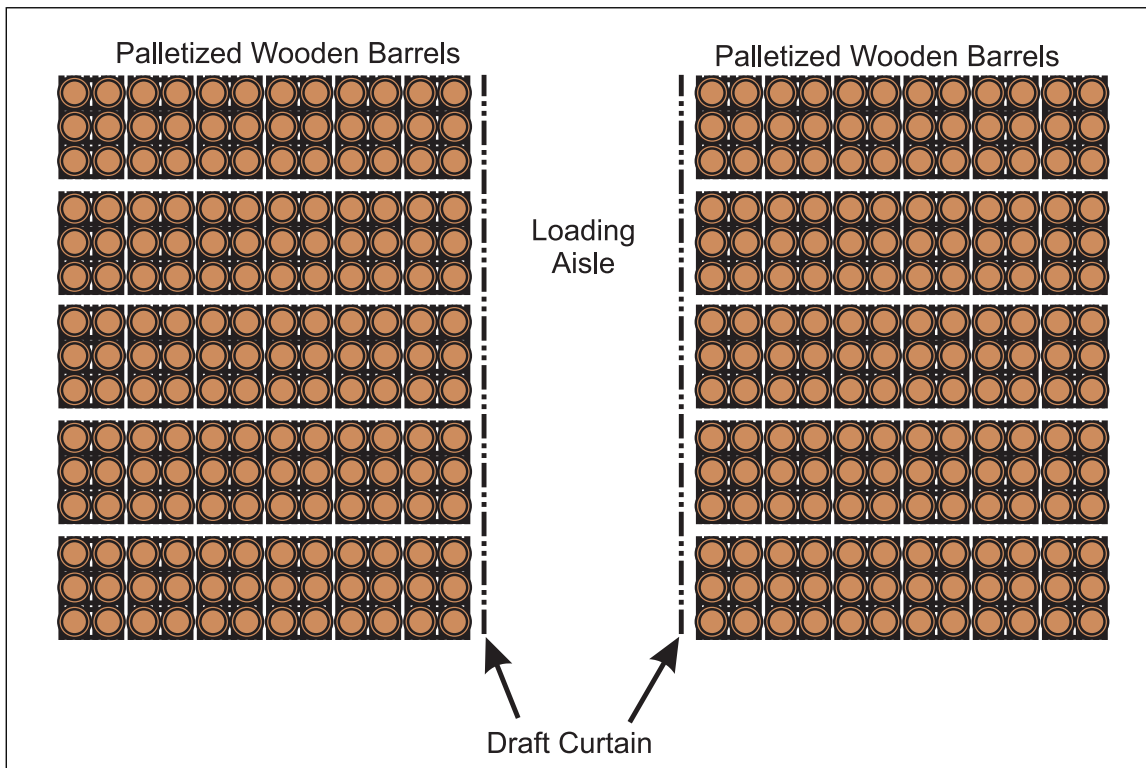 Palletized Wooden Barrels
Palletized Wooden Barrels
Loading
Aisle
Draft Curtain